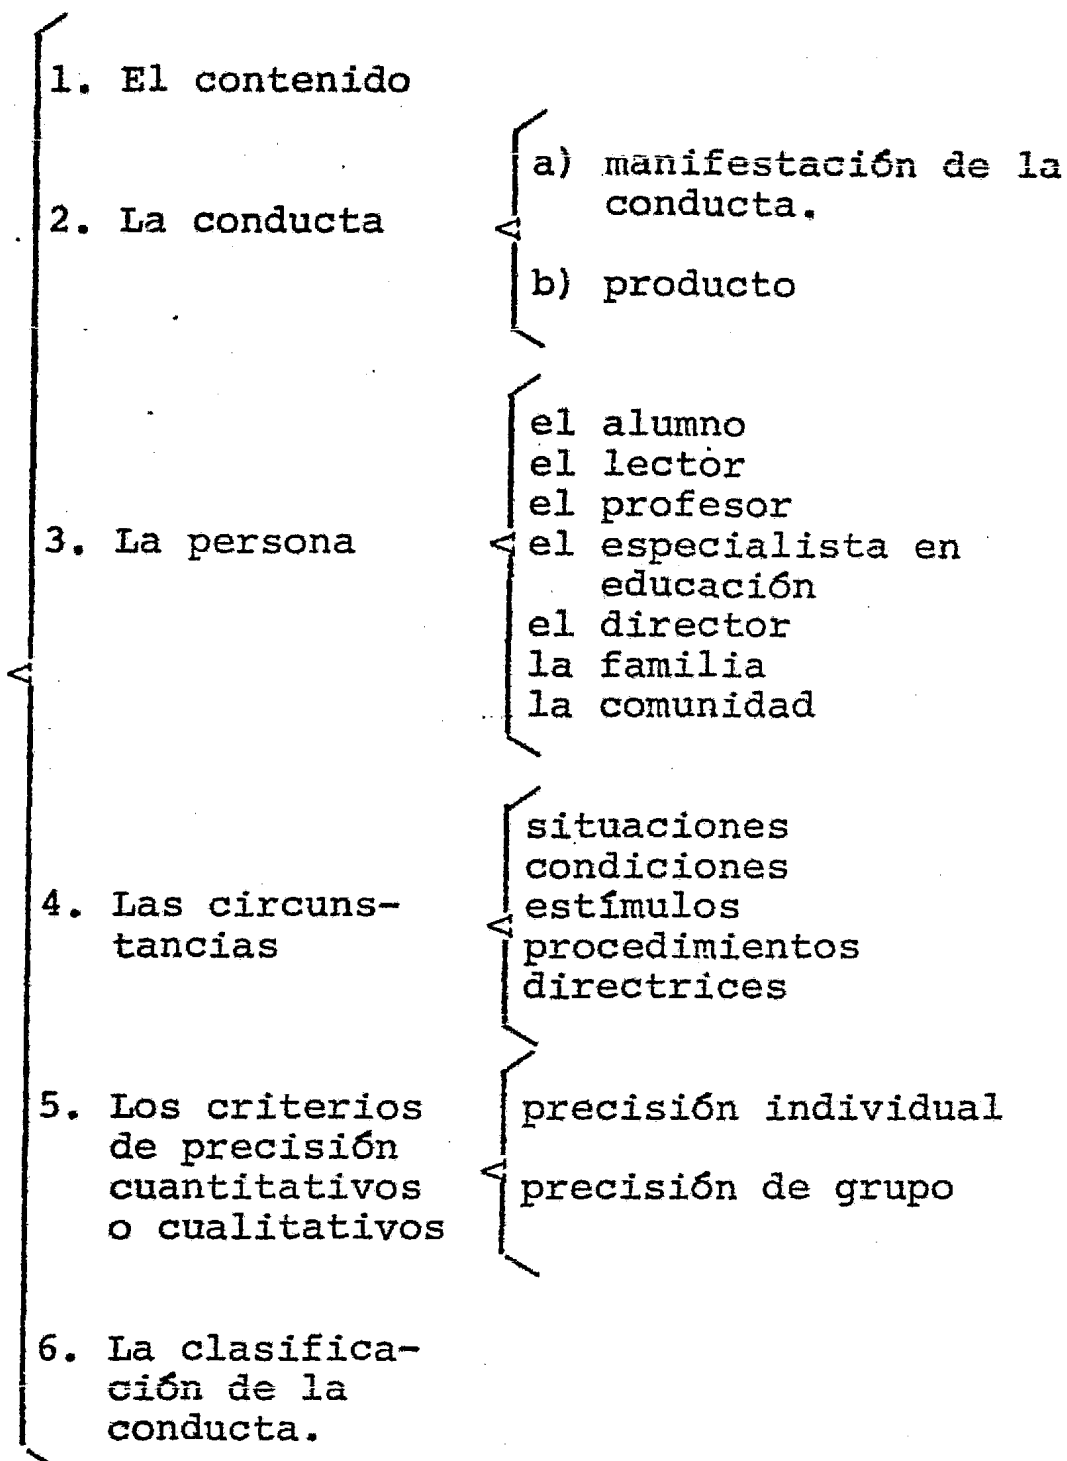 1. El contenido
2. La conducta
a) manifestación de la
conducta.
b) producto
3. La persona
el alumno
el lector
el profesor
el especialista en
educación
el director
la familia
la comunidad
4. Las circuns-
tancias
situaciones
condiciones
estímulos
procedimientos
directrices
5. Los criterios
de precisión
cuantitativos
o cualitativos
precisión individual
precisión de grupo
6. La clasifica-
ción de la
conducta.